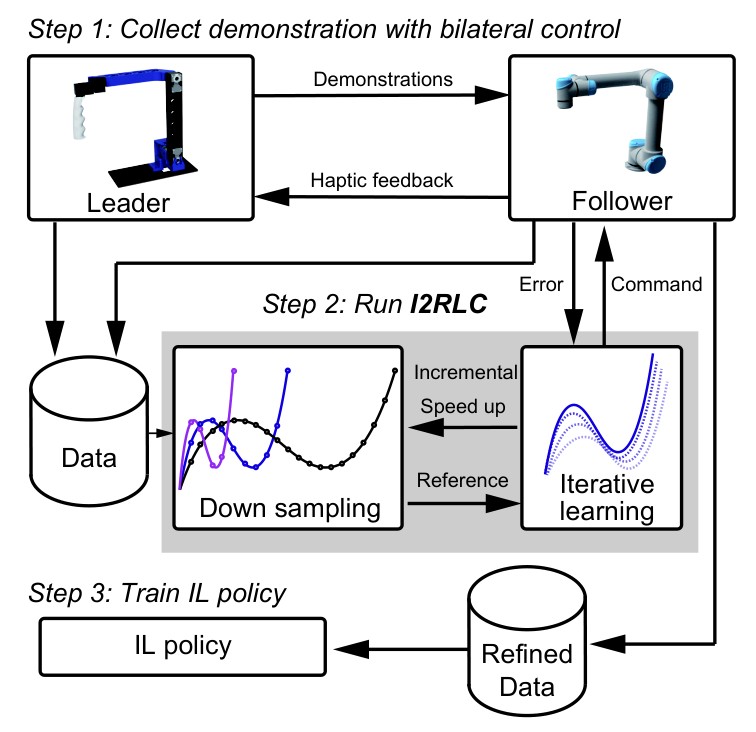 Step 1: Collect demonstration with bilateral control
Demonstrations
Haptic feedback
Leader
Follower
Error
Command
Step 2: Run I2RLC
Incremental
Speed up
Reference
Data
Down sampling
Iterative
learning
Step 3: Train IL policy
IL policy
Refined
Data